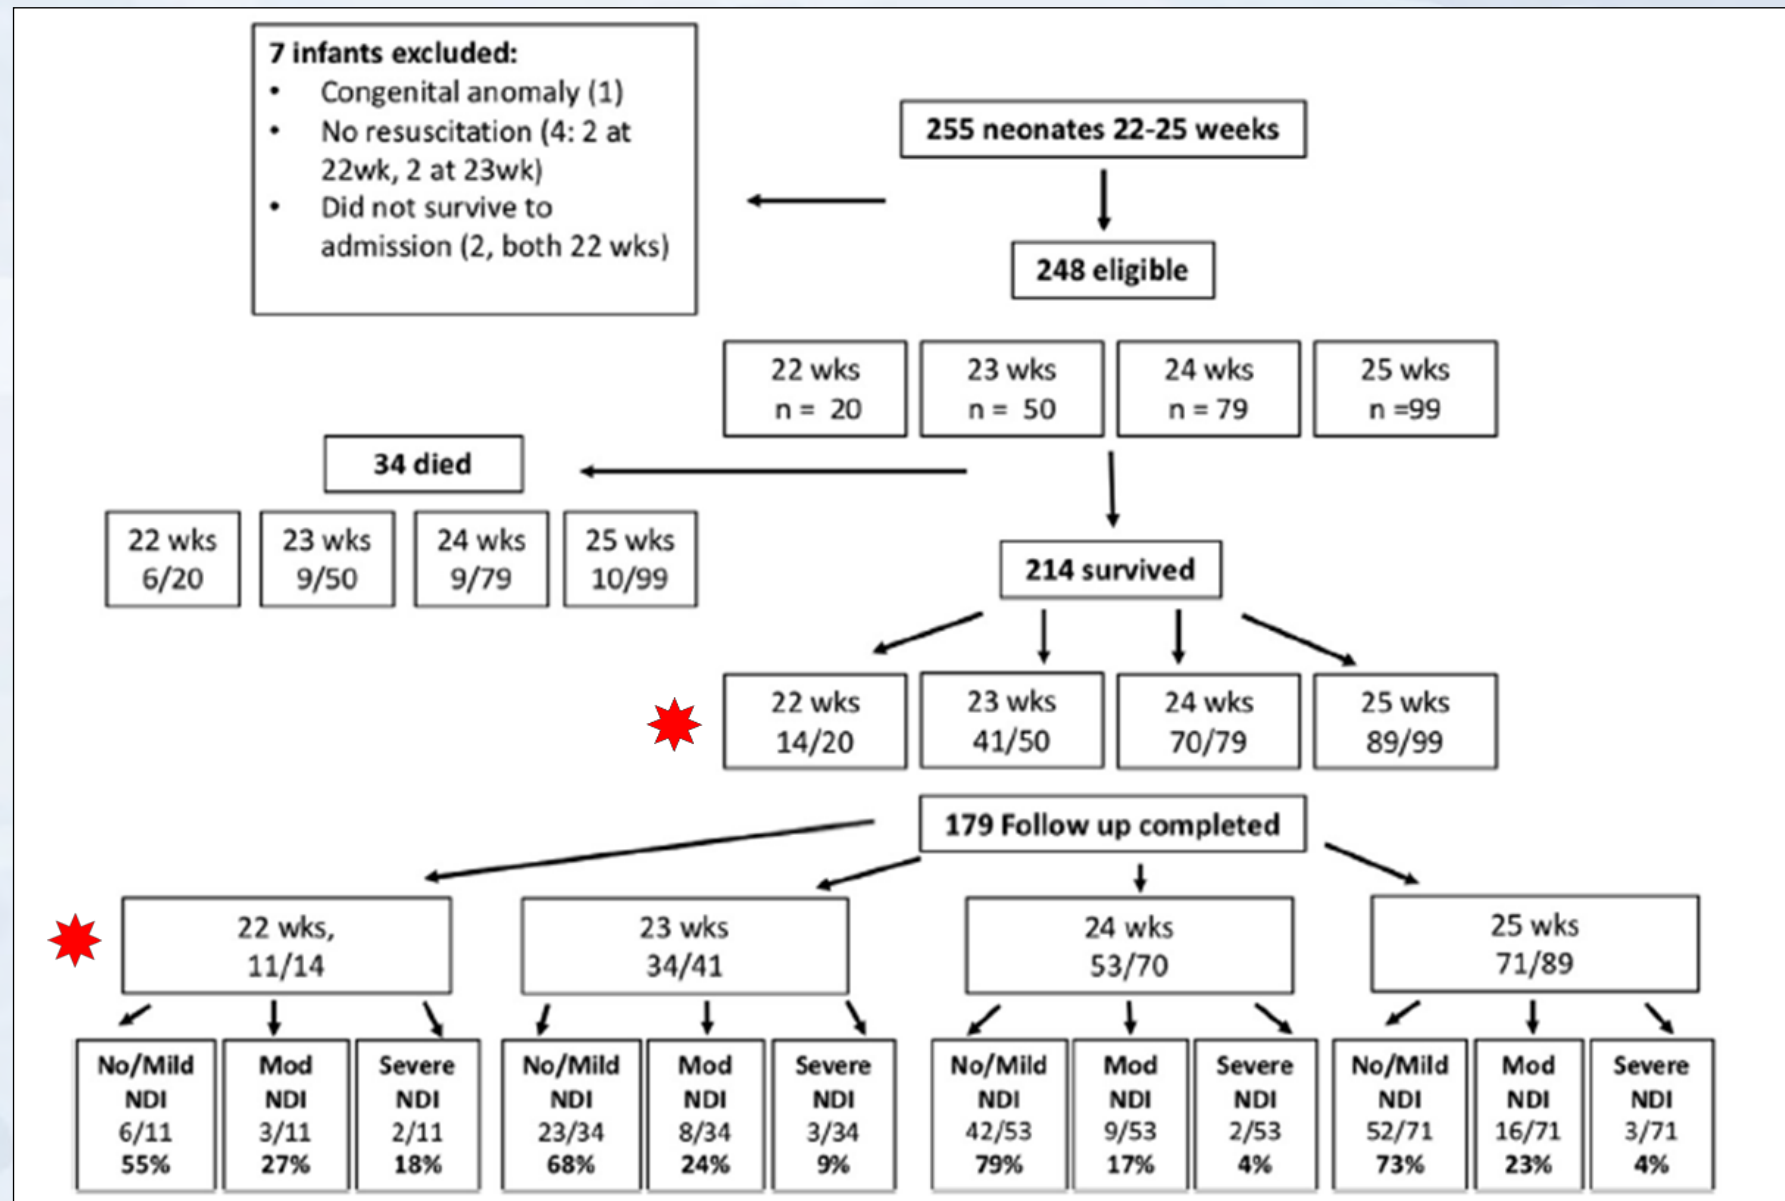 7 infants excluded:
• Congenital anomaly (1)
• No resuscitation (4: 2 at
22wk, 2 at 23wk)
• Did not survive to
admission (2, both 22 wks)
255 neonates 22-25 weeks
248 eligible
22 wks
n = 20
23 wks
n = 50
24 wks
n = 79
25 wks
n =99
34 died
22 wks
6/20
23 wks
9/50
24 wks
9/79
25 wks
10/99
214 survived
22 wks
14/20
23 wks
41/50
24 wks
70/79
25 wks
89/99
179 Follow up completed
22 wks,
11/14
23 wks
34/41
24 wks
53/70
25 wks
71/89
No/Mild
NDI
6/11
55%
Mod
NDI
3/11
27%
Severe
NDI
2/11
18%
No/Mild
NDI
23/34
68%
Mod
NDI
8/34
24%
Severe
NDI
3/34
9%
No/Mild
NDI
42/53
79%
Mod
NDI
9/53
17%
Severe
NDI
2/53
4%
No/Mild
NDI
52/71
73%
Mod
NDI
16/71
23%
Severe
NDI
3/71
4%